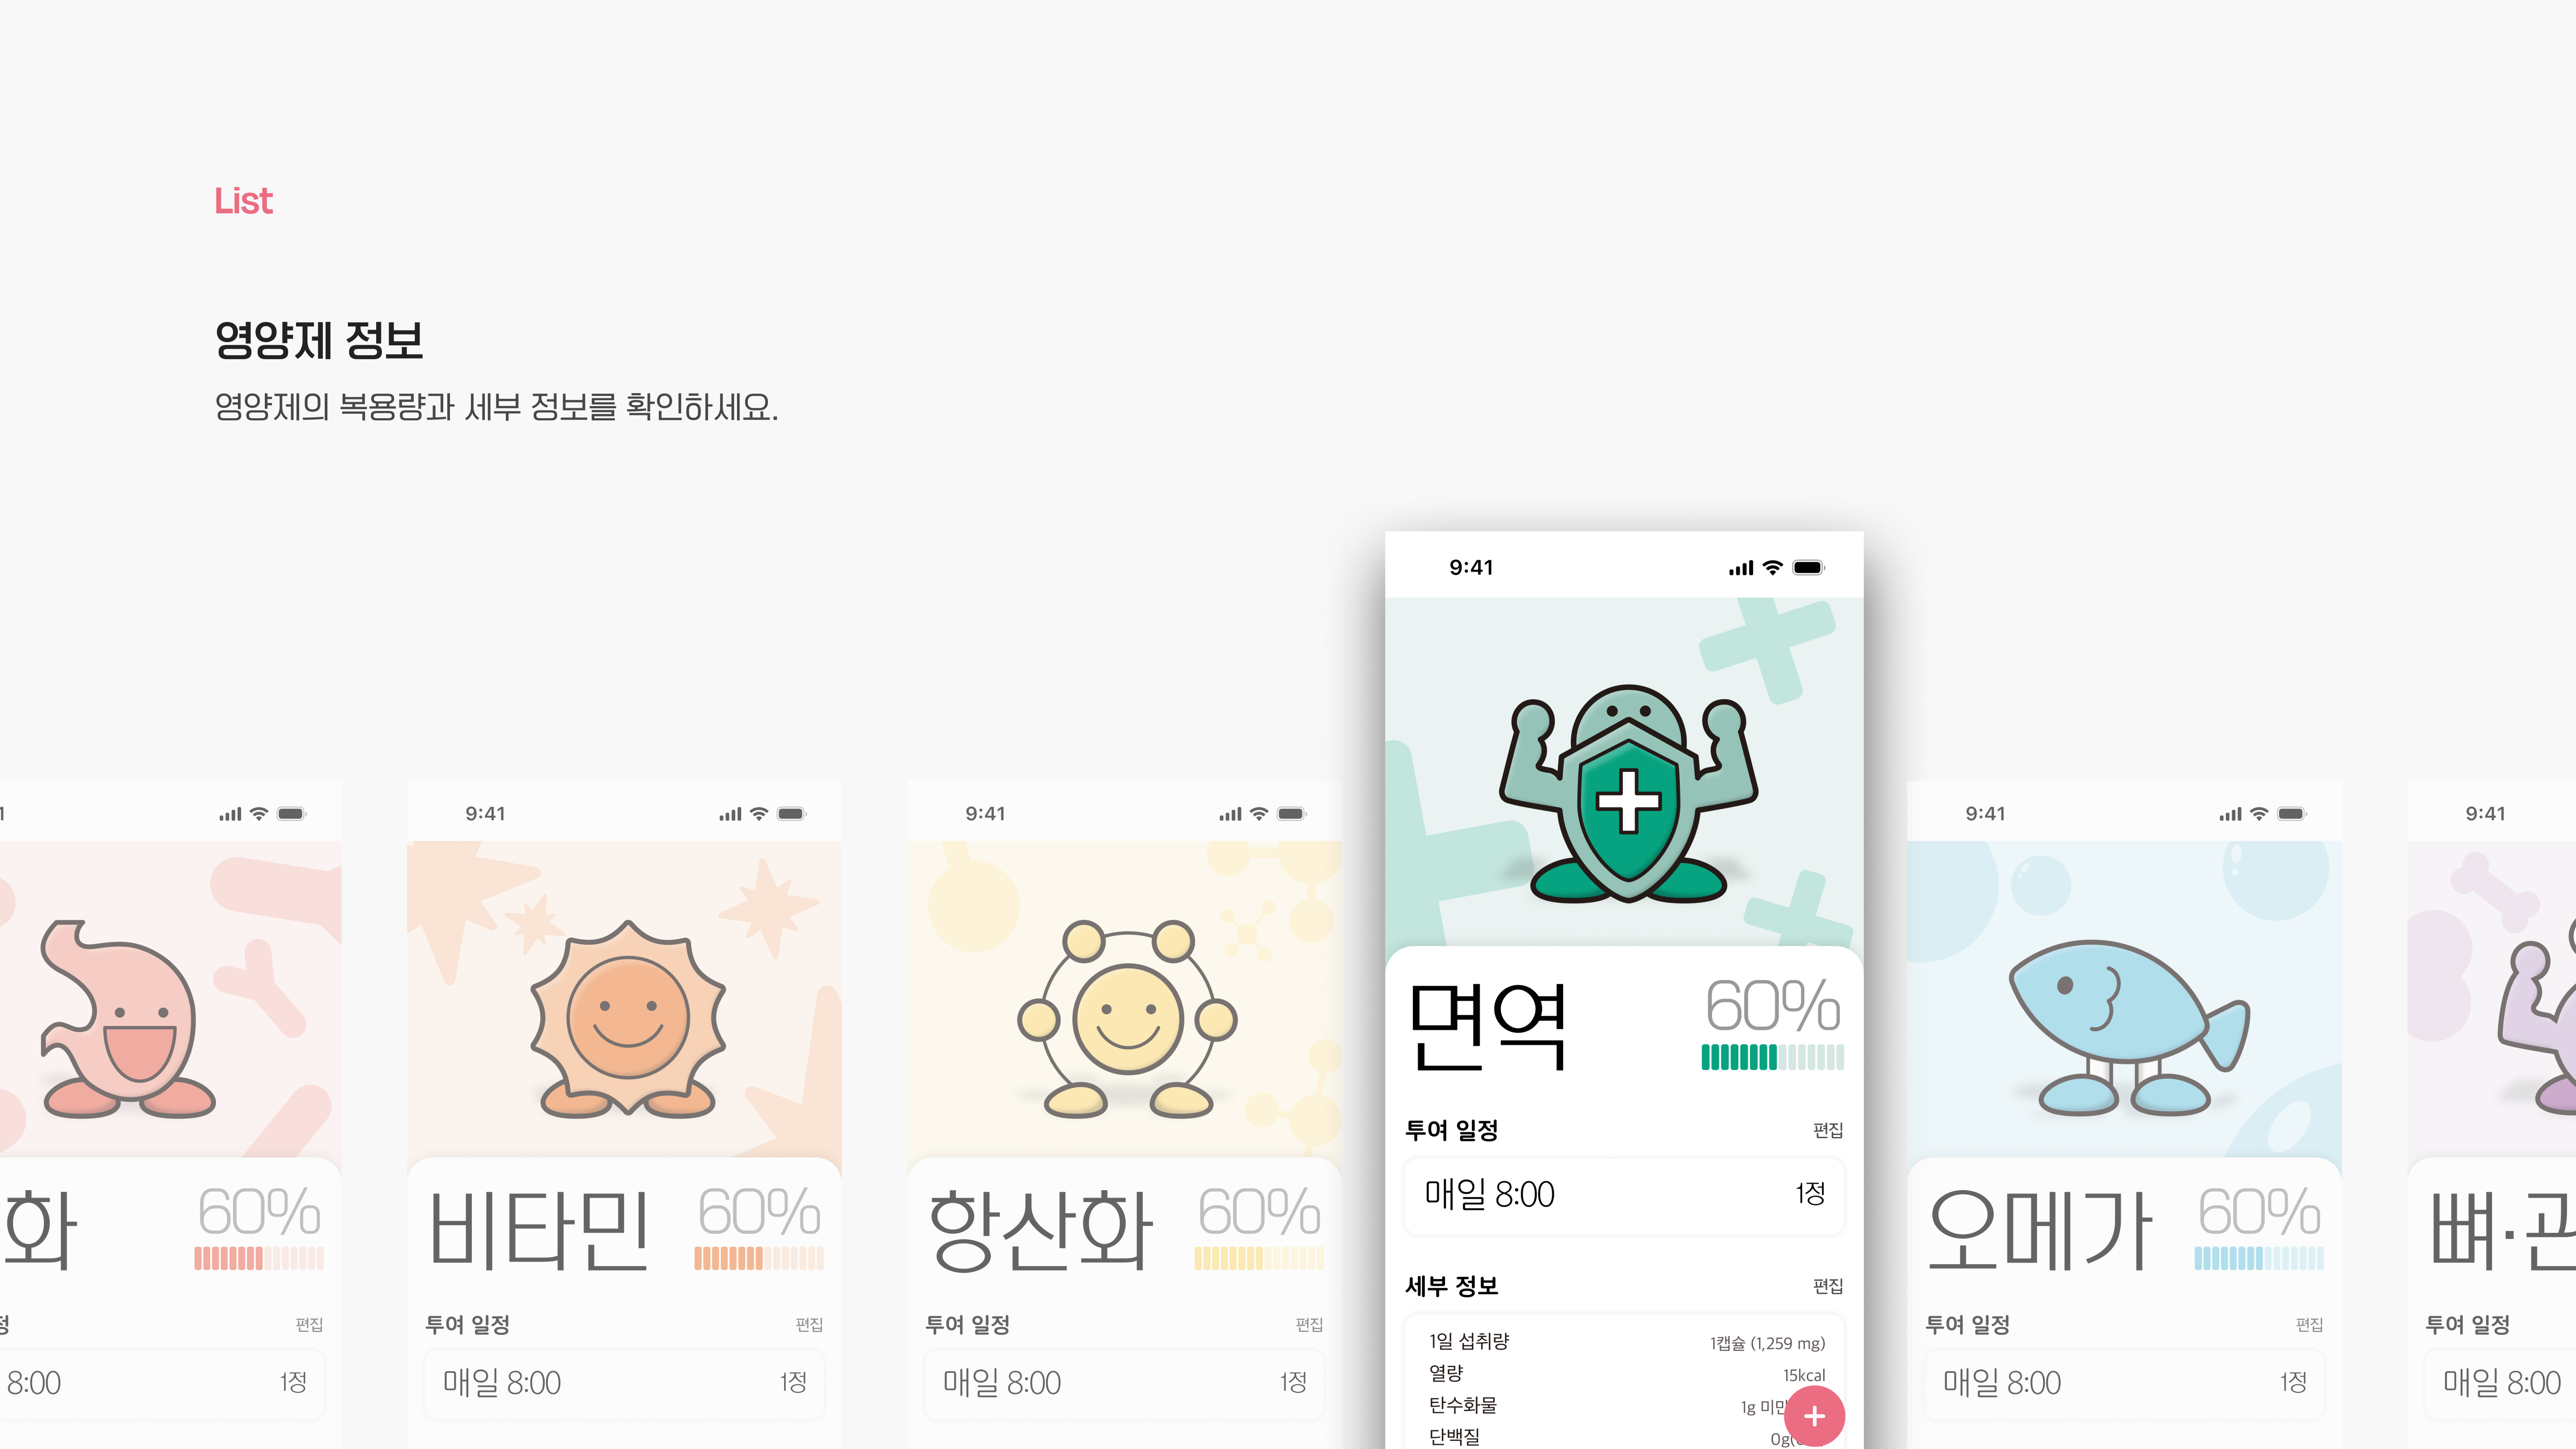 List
영양제 정보
영양제의 복용량과 세부 정보를 확인하세요.
9:41
면역
60%
투여 일정
편집
매일 8:00
1정
세부 정보
편집
1일 섭취량
1캡슐 (1,259 mg)
열량
15kcal
탄수화물
1g 미만
단백질
0g
화
60%
편집
8:00
1정
9:41
비타민
60%
투여 일정
편집
매일 8:00
1정
9:41
항산화
60%
투여 일정
편집
매일 8:00
1정
9:41
오메가
60%
투여 일정
편집
매일 8:00
1정
9:41
뼈·관
투여 일정
매일 8:00